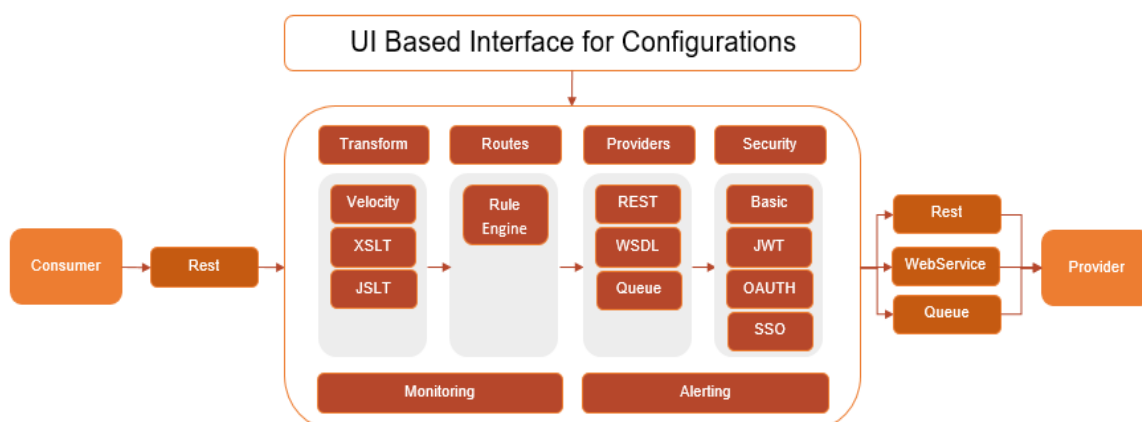 UI Based Interface for Configurations
Transform
Routes
Providers
Security
Velocity
XSLT
JSLT
Rule
Engine
REST
WSDL
Queue
Basic
JWT
OAUTH
SSO
Monitoring
Alerting
Consumer
Rest
Rest
WebService
Queue
Provider